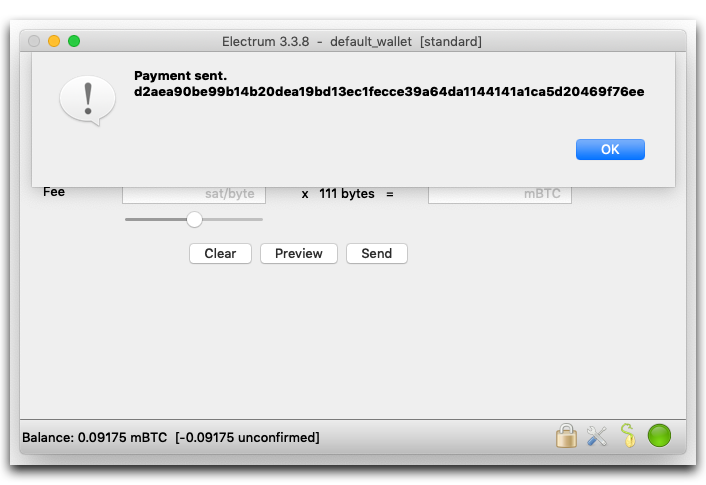 Electrum 3.3.8 - default_wallet [standard]
Payment sent.
d2aea90be99b14b20dea19bd13ec1fecce39a64da1144141a1ca5d20469f76ee
OK
Fee sat/byte x 111 bytes = mBTC
Clear Preview Send
Balance: 0.09175 mBTC [-0.09175 unconfirmed]